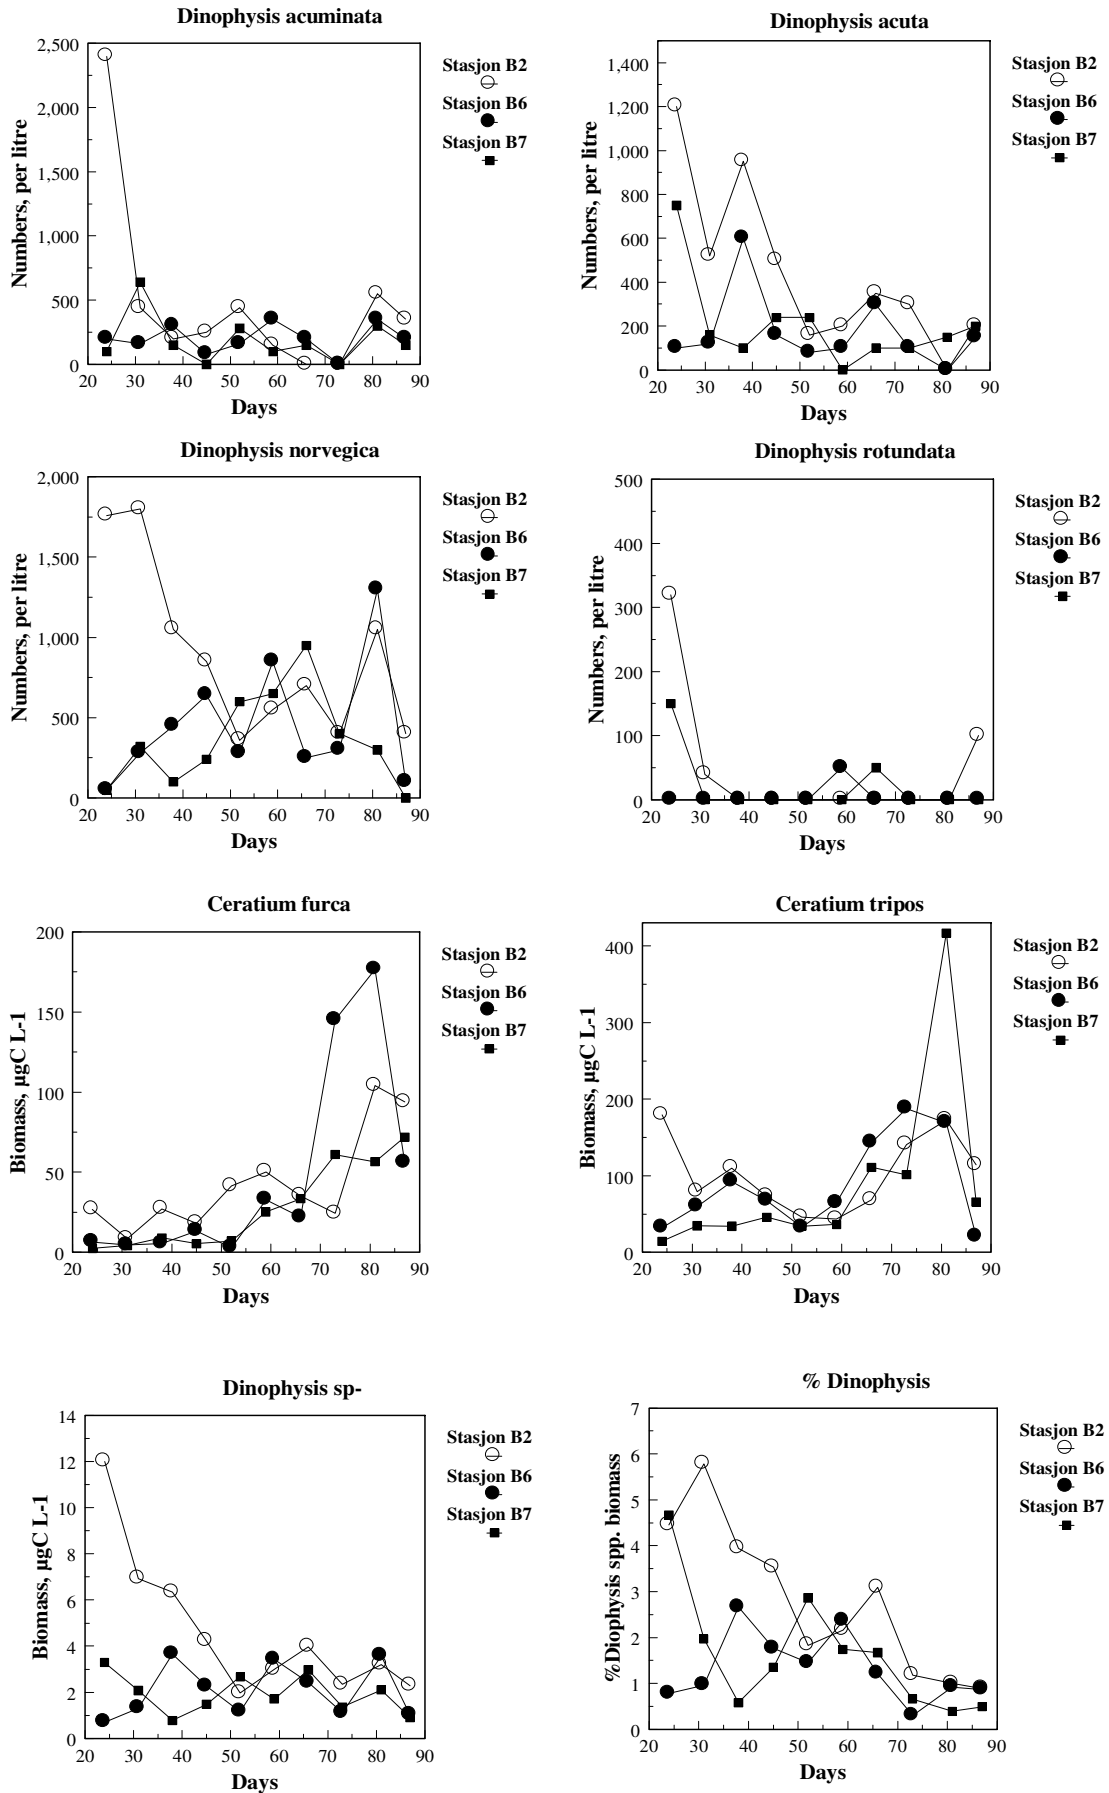 Dinophysis acuminata
Numbers, per litre
2,500
2,000
1,500
1,000
500
0
20 30 40 50 60 70 80 90
Days
Stasjon B2
Stasjon B6
Stasjon B7
Dinophysis acuta
Numbers, per litre
1,400
1,200
1,000
800
600
400
200
0
20 30 40 50 60 70 80 90
Days
Stasjon B2
Stasjon B6
Stasjon B7
Dinophysis norvegica
Numbers, per litre
2,000
1,500
1,000
500
0
20 30 40 50 60 70 80 90
Days
Stasjon B2
Stasjon B6
Stasjon B7
Dinophysis rotundata
Numbers, per litre
500
400
300
200
100
0
20 30 40 50 60 70 80 90
Days
Stasjon B2
Stasjon B6
Stasjon B7
Ceratium furca
Biomass, µgC L-1
200
150
100
50
0
20 30 40 50 60 70 80 90
Days
Stasjon B2
Stasjon B6
Stasjon B7
Ceratium tripos
Biomass, µgC L-1
400
300
200
100
0
20 30 40 50 60 70 80 90
Days
Stasjon B2
Stasjon B6
Stasjon B7
Dinophysis sp-
Biomass, µgC L-1
14
12
10
8
6
4
2
0
20 30 40 50 60 70 80 90
Days
Stasjon B2
Stasjon B6
Stasjon B7
% Dinophysis
%Diophysis spp. biomass
7
6
5
4
3
2
1
0
20 30 40 50 60 70 80 90
Days
Stasjon B2
Stasjon B6
Stasjon B7